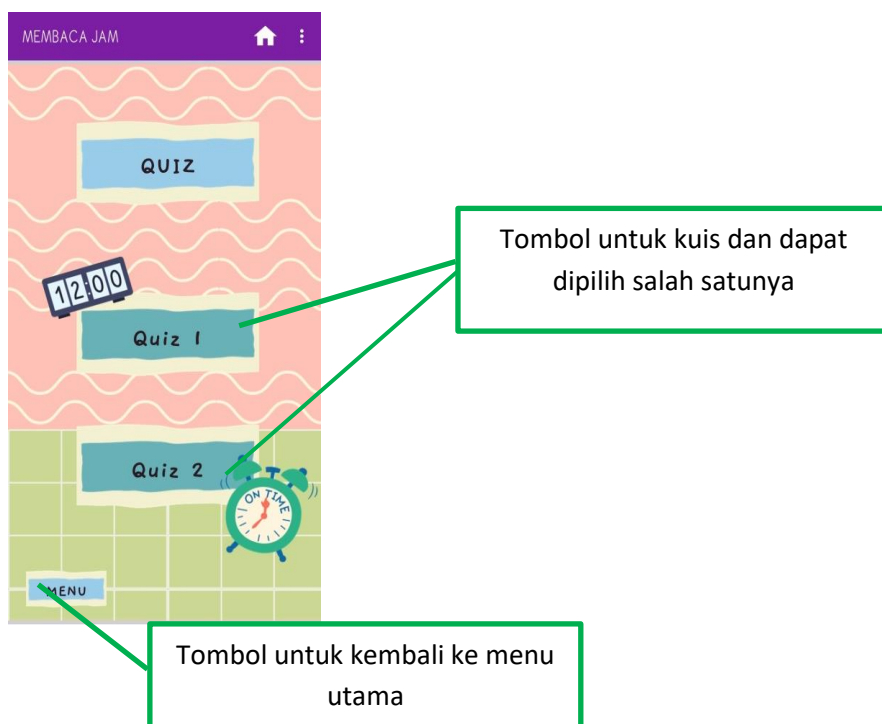 MEMBACA JAM
QUIZ
12:00
Quiz 1
Quiz 2
ON TIME
MENU
Tombol untuk kuis dan dapat
dipilih salah satunya
Tombol untuk kembali ke menu
utama